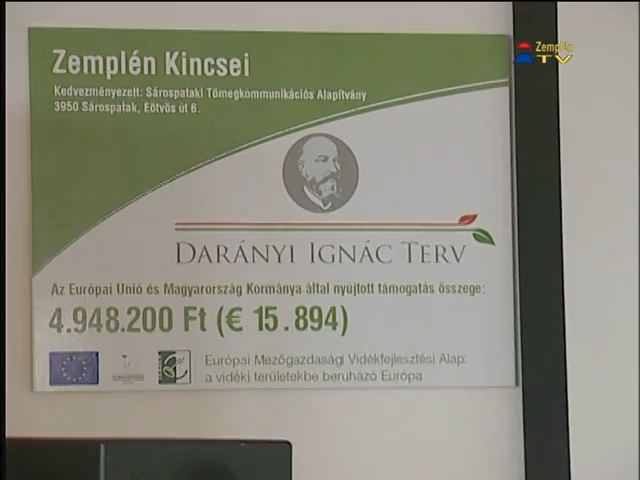 Zemplén Kincsei
Kedvezményezett: Sárospataki Tömegkommunikációs Alapítvány
3950 Sárospatak, Eötvös út 6.
Zemplén
TV
DARÁNYI IGNÁC TERV
Az Európai Unió és Magyarország Kormánya által nyújtott támogatás összege:
4.948.200 Ft (€ 15.894)
Európai Mezőgazdasági Vidékfejlesztési Alap:
a vidéki területekbe beruházó Európa